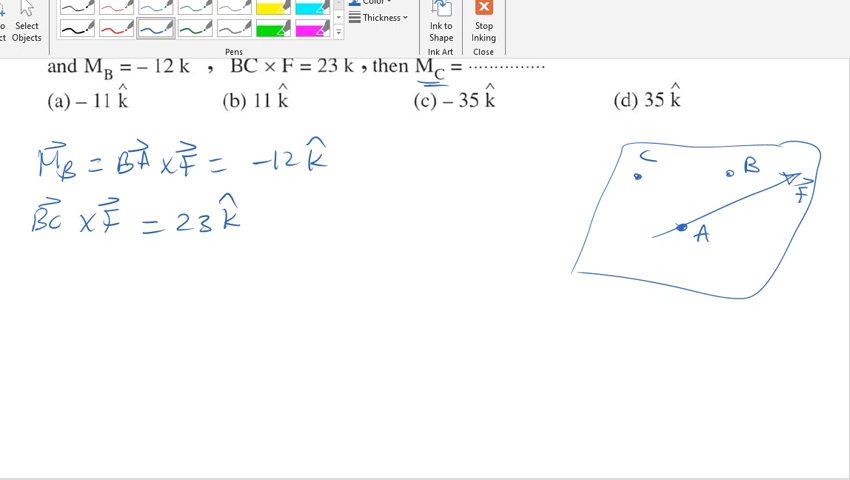 Select
Objects
Color
Thickness
Ink to
Shape
Stop
Inking
Pens
Ink Art
Close
and M_B = – 12 k , BC × F = 23 k , then M_C = ...............
(a) – 11 k̂
(b) 11 k̂
(c) – 35 k̂
(d) 35 k̂
M⃗_B = B⃗A × F⃗ = -12 k̂
B⃗C × F⃗ = 23 k̂
C
B
F⃗
A